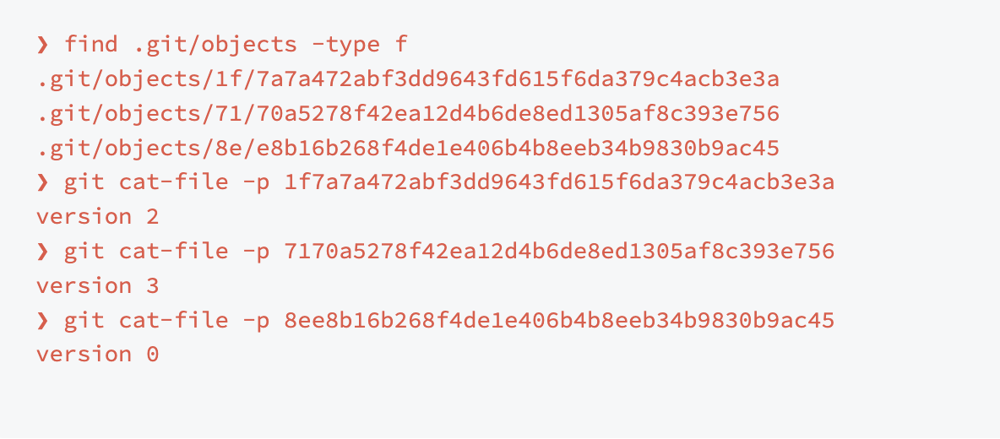 ❯ find .git/objects -type f
.git/objects/1f/7a7a472abf3dd9643fd615f6da379c4acb3e3a
.git/objects/71/70a5278f42ea12d4b6de8ed1305af8c393e756
.git/objects/8e/e8b16b268f4de1e406b4b8eeb34b9830b9ac45
❯ git cat-file -p 1f7a7a472abf3dd9643fd615f6da379c4acb3e3a
version 2
❯ git cat-file -p 7170a5278f42ea12d4b6de8ed1305af8c393e756
version 3
❯ git cat-file -p 8ee8b16b268f4de1e406b4b8eeb34b9830b9ac45
version 0